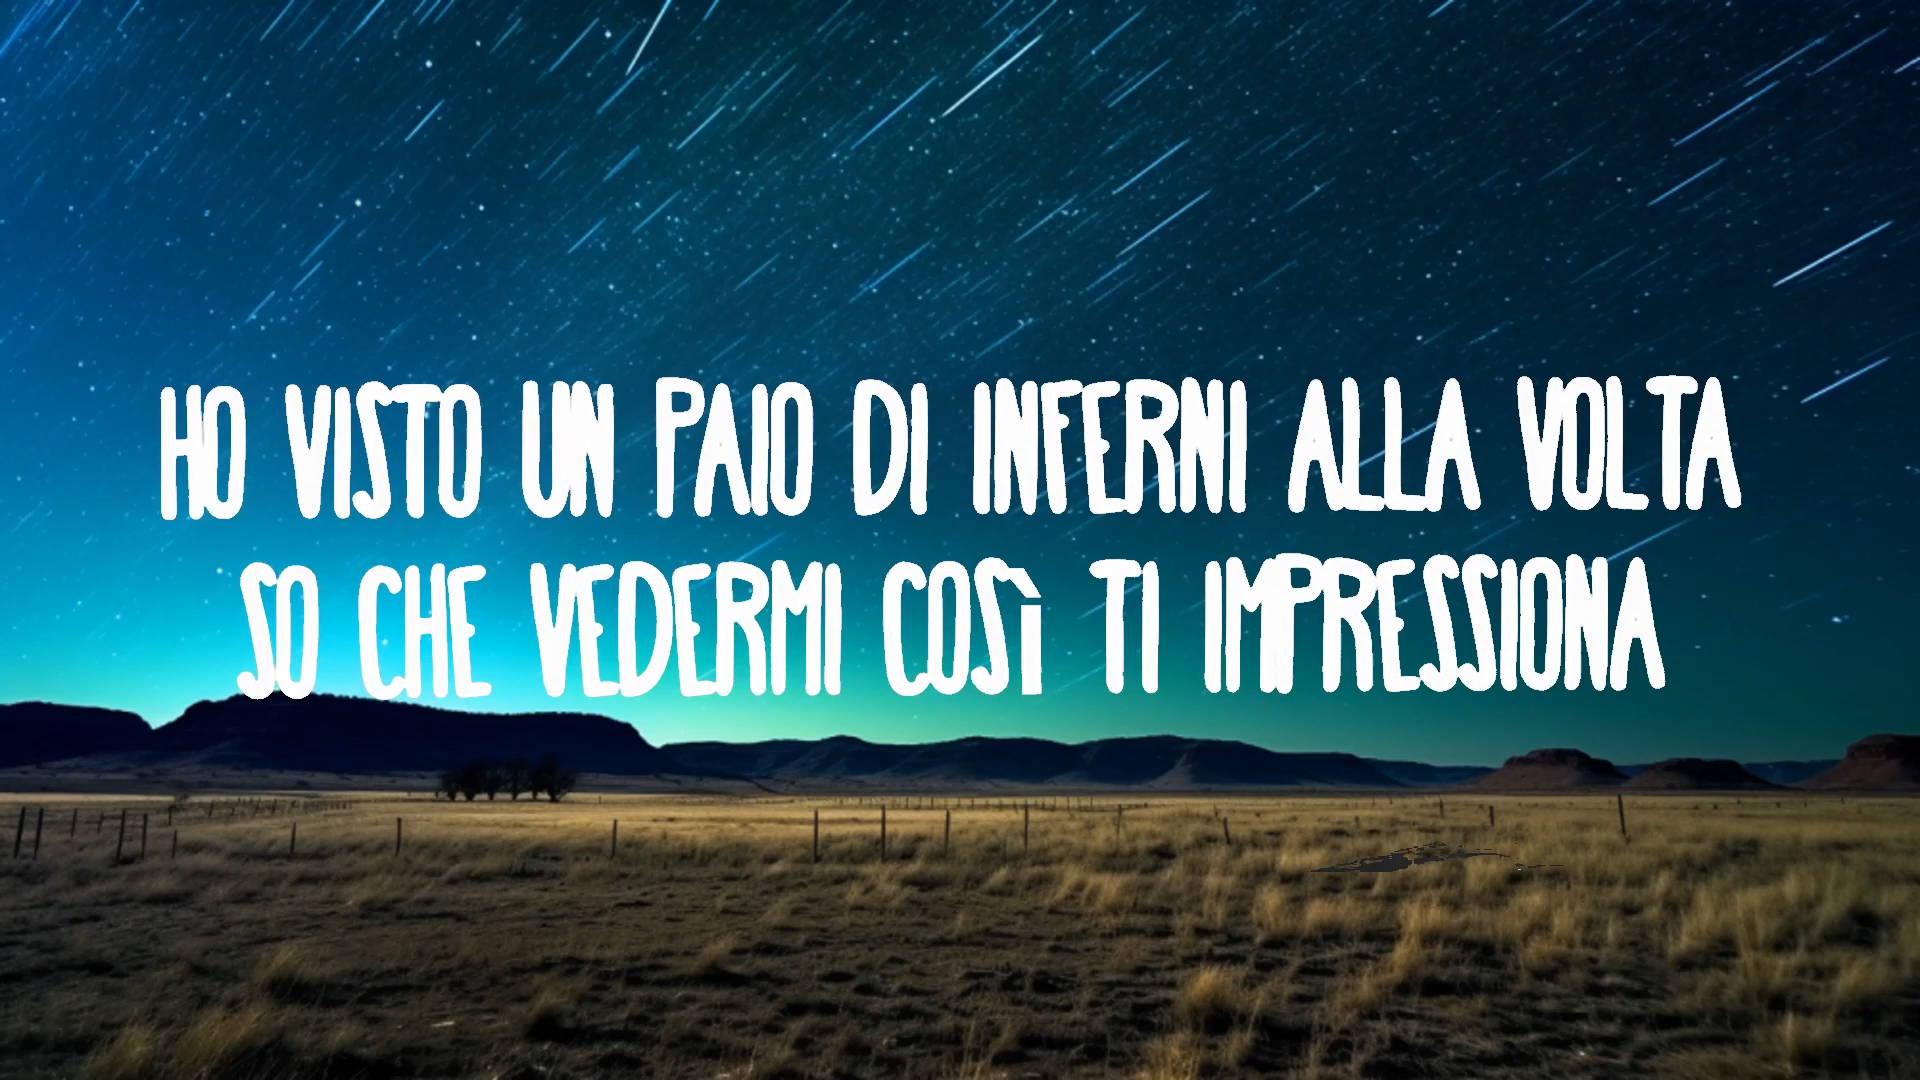 HO VISTO UN PAIO DI INFERNI ALLA VOLTA
SO CHE VEDERMI COSì TI IMPRESSIONA